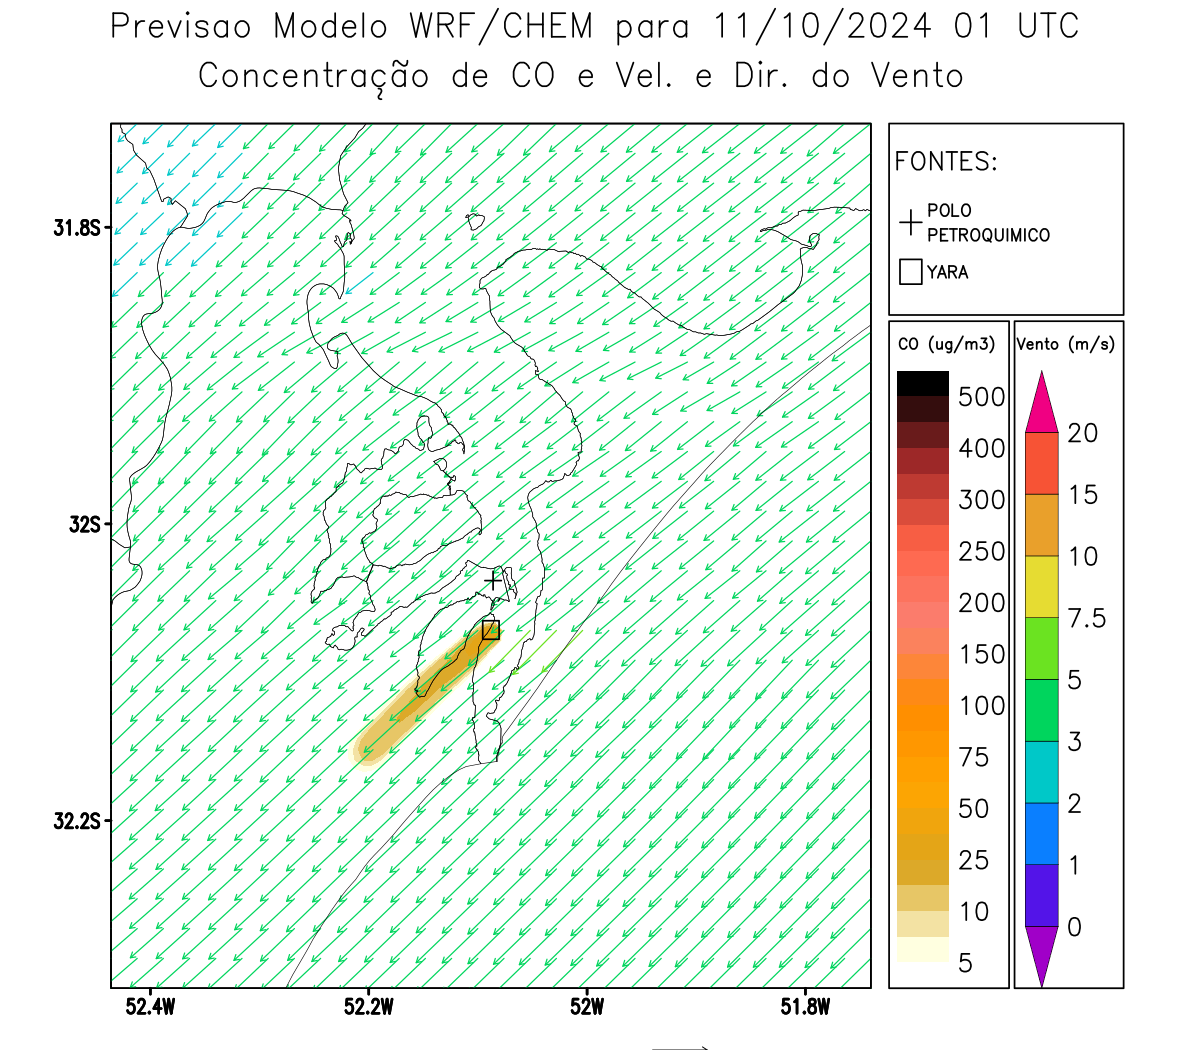 Previsao Modelo WRF/CHEM para 11/10/2024 01 UTC
Concentração de CO e Vel. e Dir. do Vento
FONTES:
POLO
PETROQUIMICO
YARA
CO (ug/m3)
500
400
300
250
200
150
100
75
50
25
10
5
Vento (m/s)
20
15
10
7.5
5
3
2
1
0
31.8S
32S
32.2S
52.4W
52.2W
52W
51.8W